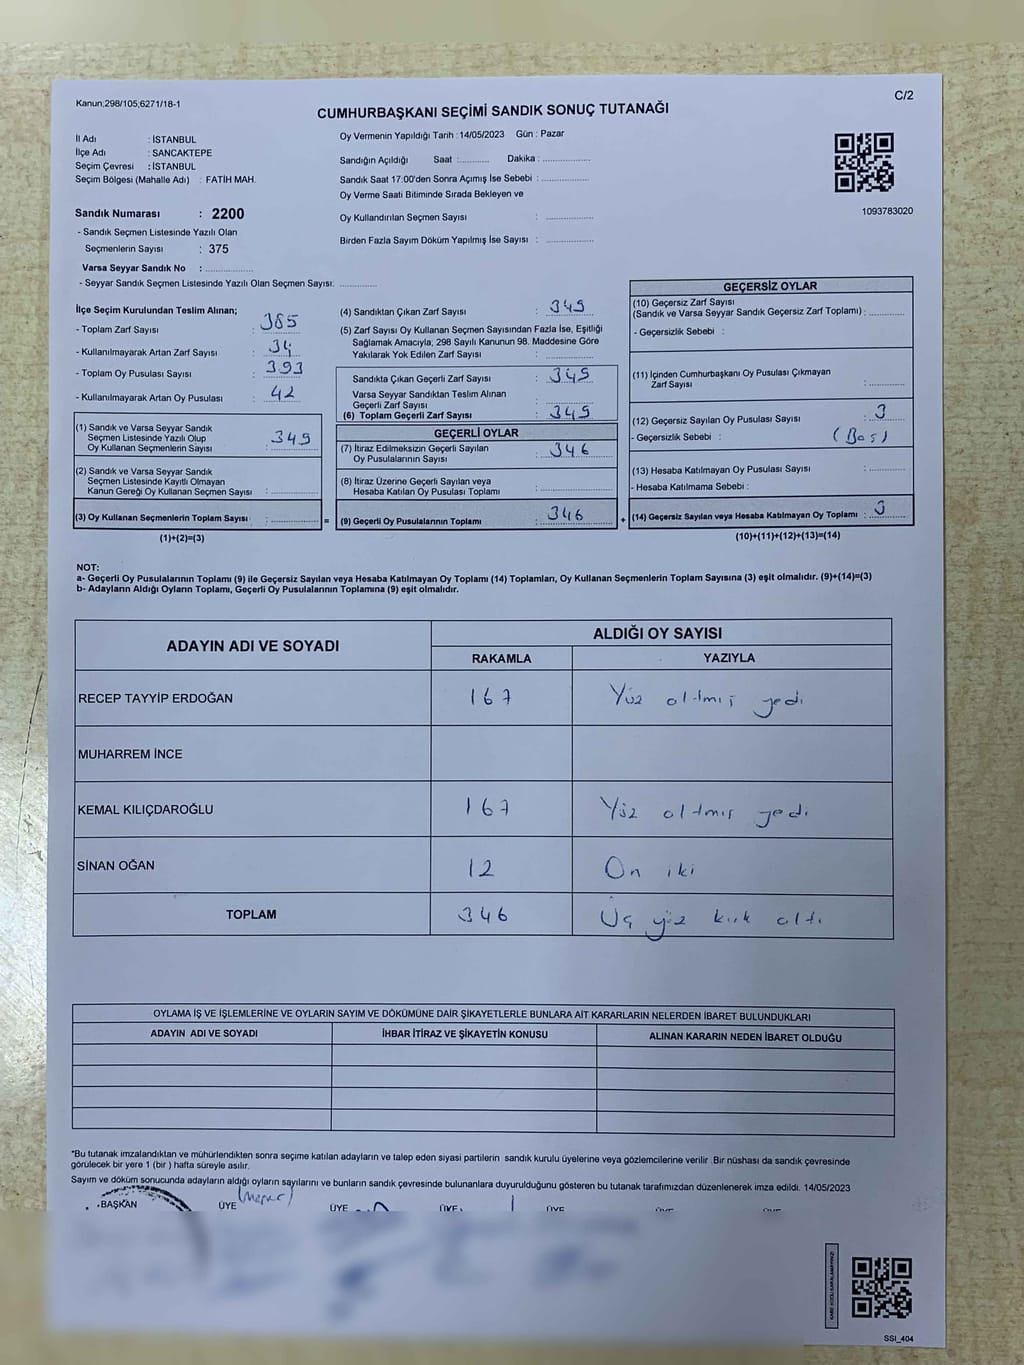 Kanun;298/105;6271/18-1
C/2
CUMHURBAŞKANI SEÇİMİ SANDIK SONUÇ TUTANAĞI
İl Adı : İSTANBUL
İlçe Adı : SANCAKTEPE
Seçim Çevresi : İSTANBUL
Seçim Bölgesi (Mahalle Adı) : FATİH MAH.
Sandık Numarası : 2200
- Sandık Seçmen Listesinde Yazılı Olan
Seçmenlerin Sayısı : 375
Varsa Seyyar Sandık No : ..............
- Seyyar Sandık Seçmen Listesinde Yazılı Olan Seçmen Sayısı: ..............
Oy Vermenin Yapıldığı Tarih :14/05/2023 Gün : Pazar
Sandığın Açıldığı Saat :........... Dakika : ..............
Sandık Saat 17:00'den Sonra Açımış İse Sebebi : ..............
Oy Verme Saati Bitiminde Sırada Bekleyen ve
Oy Kullandırılan Seçmen Sayısı : ..............
Birden Fazla Sayım Döküm Yapılmış İse Sayısı : ..............
1093783020
İlçe Seçim Kurulundan Teslim Alınan;
- Toplam Zarf Sayısı : 385
- Kullanılmayarak Artan Zarf Sayısı : 34
- Toplam Oy Pusulası Sayısı : 393
- Kullanılmayarak Artan Oy Pusulası : 42
(1) Sandık ve Varsa Seyyar Sandık
Seçmen Listesinde Yazılı Olup
Oy Kullanan Seçmenlerin Sayısı : 349
(2) Sandık ve Varsa Seyyar Sandık
Seçmen Listesinde Kayıtlı Olmayan
Kanun Gereği Oy Kullanan Seçmen Sayısı : ..............
(3) Oy Kullanan Seçmenlerin Toplam Sayısı : .............. =
(1)+(2)=(3)
(4) Sandıktan Çıkan Zarf Sayısı : 349
(5) Zarf Sayısı Oy Kullanan Seçmen Sayısından Fazla İse, Eşitliği
Sağlamak Amacıyla; 298 Sayılı Kanunun 98. Maddesine Göre
Yakılarak Yok Edilen Zarf Sayısı : ..............
Sandıkta Çıkan Geçerli Zarf Sayısı : 349
Varsa Seyyar Sandıktan Teslim Alınan
Geçerli Zarf Sayısı : ..............
(6) Toplam Geçerli Zarf Sayısı : 349
GEÇERLİ OYLAR
(7) İtiraz Edilmeksizin Geçerli Sayılan
Oy Pusulalarının Sayısı : 346
(8) İtiraz Üzerine Geçerli Sayılan veya
Hesaba Katılan Oy Pusulası Toplamı : ..............
(9) Geçerli Oy Pusulalarının Toplamı : 346 +
GEÇERSİZ OYLAR
(10) Geçersiz Zarf Sayısı
(Sandık ve Varsa Seyyar Sandık Geçersiz Zarf Toplamı) : ..............
- Geçersizlik Sebebi :
(11) İçinden Cumhurbaşkanı Oy Pusulası Çıkmayan
Zarf Sayısı : ..............
(12) Geçersiz Sayılan Oy Pusulası Sayısı : 3
- Geçersizlik Sebebi : (Boş)
(13) Hesaba Katılmayan Oy Pusulası Sayısı : ..............
- Hesaba Katılmama Sebebi :
(14) Geçersiz Sayılan veya Hesaba Katılmayan Oy Toplamı : 3
(10)+(11)+(12)+(13)=(14)
NOT:
a- Geçerli Oy Pusulalarının Toplamı (9) ile Geçersiz Sayılan veya Hesaba Katılmayan Oy Toplamı (14) Toplamları, Oy Kullanan Seçmenlerin Toplam Sayısına (3) eşit olmalıdır. (9)+(14)=(3)
b- Adayların Aldığı Oyların Toplamı, Geçerli Oy Pusulalarının Toplamına (9) eşit olmalıdır.
ADAYIN ADI VE SOYADI
ALDIĞI OY SAYISI
RAKAMLA YAZIYLA
RECEP TAYYİP ERDOĞAN 167 Yüz altmış yedi
MUHARREM İNCE
KEMAL KILIÇDAROĞLU 167 Yüz altmış yedi
SİNAN OĞAN 12 On iki
TOPLAM 346 Üç yüz kırk altı
OYLAMA İŞ VE İŞLEMLERİNE VE OYLARIN SAYIM VE DÖKÜMÜNE DAİR ŞİKAYETLERLE BUNLARA AİT KARARLARIN NELERDEN İBARET BULUNDUKLARI
ADAYIN ADI VE SOYADI İHBAR İTİRAZ VE ŞİKAYETİN KONUSU ALINAN KARARIN NEDEN İBARET OLDUĞU
*Bu tutanak imzalandıktan ve mühürlendikten sonra seçime katılan adayların ve talep eden siyasi partilerin sandık kurulu üyelerine veya gözlemcilerine verilir .Bir nüshası da sandık çevresinde
görülecek bir yere 1 (bir ) hafta süreyle asılır.
Sayım ve döküm sonucunda adayların aldığı oyların sayılarını ve bunların sandık çevresinde bulunanlara duyurulduğunu gösteren bu tutanak tarafımızdan düzenlenerek imza edildi. 14/05/2023
BAŞKAN ÜYE ÜYE ÜYE ÜYE ÜYE ÜYE
SSI_404